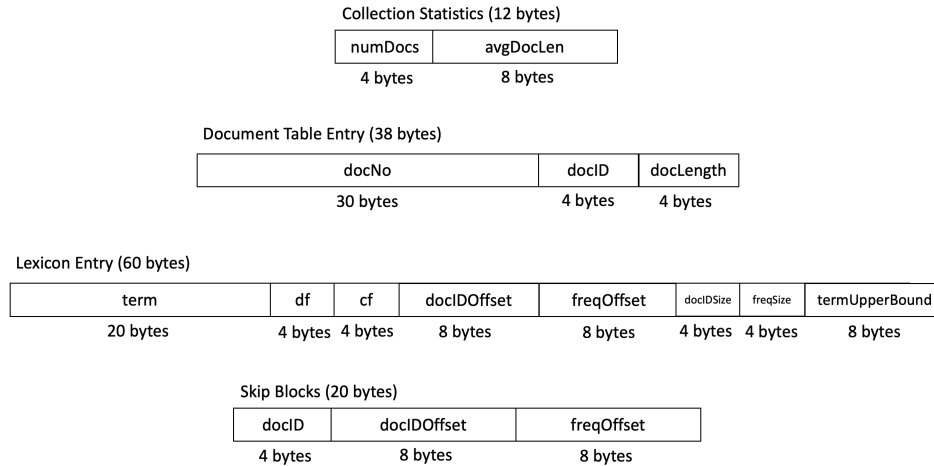 Collection Statistics (12 bytes)
numDocs avgDocLen
4 bytes 8 bytes
Document Table Entry (38 bytes)
docNo docID docLength
30 bytes 4 bytes 4 bytes
Lexicon Entry (60 bytes)
term df cf docIDOffset freqOffset docIDSize freqSize termUpperBound
20 bytes 4 bytes 4 bytes 8 bytes 8 bytes 4 bytes 4 bytes 8 bytes
Skip Blocks (20 bytes)
docID docIDOffset freqOffset
4 bytes 8 bytes 8 bytes